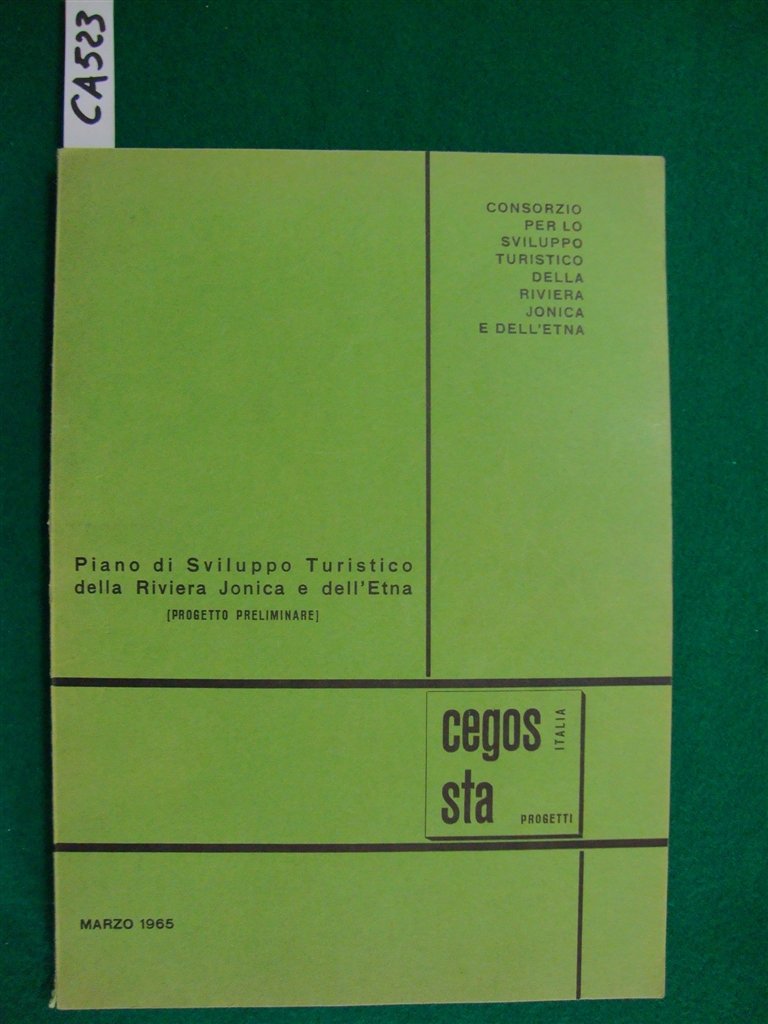 CA523
CONSORZIO
PER LO
SVILUPPO
TURISTICO
DELLA
RIVIERA
JONICA
E DELL'ETNA
Piano di Sviluppo Turistico
della Riviera Jonica e dell'Etna
[PROGETTO PRELIMINARE]
cegos
ITALIA
sta
PROGETTI
MARZO 1965